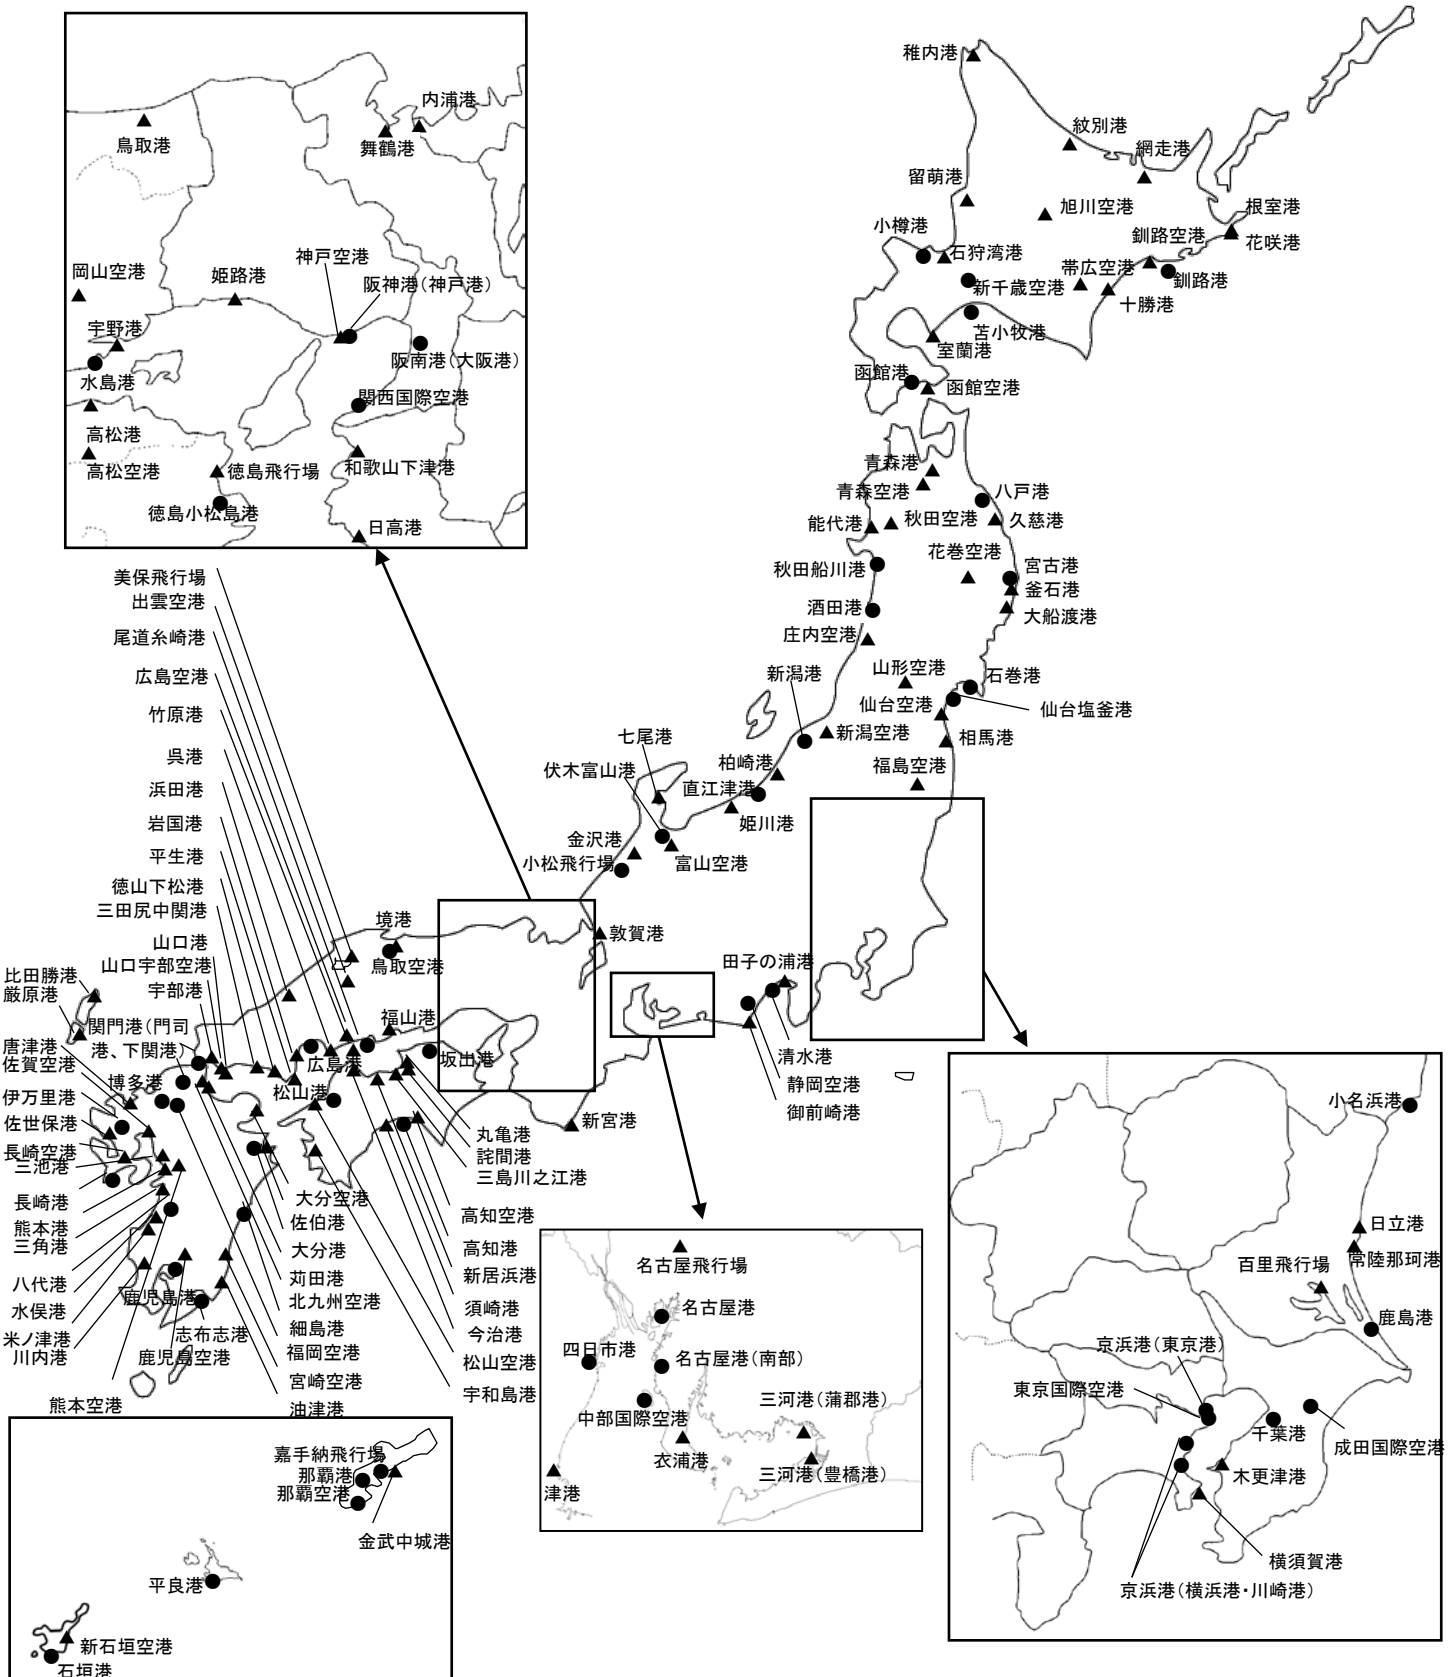 内浦港
鳥取港
舞鶴港
岡山空港
姫路港
神戸空港
阪神港(神戸港)
宇野港
阪南港(大阪港)
水島港
関西国際空港
高松港
高松空港
徳島飛行場
和歌山下津港
徳島小松島港
日高港
稚内港
紋別港
網走港
留萌港
旭川空港
根室港
小樽港
釧路空港
花咲港
石狩湾港
帯広空港
釧路港
新千歳空港
十勝港
苫小牧港
室蘭港
函館港
函館空港
青森港
青森空港
八戸港
能代港
秋田空港
久慈港
花巻空港
秋田船川港
宮古港
釜石港
酒田港
大船渡港
庄内空港
山形空港
新潟港
石巻港
仙台空港
仙台塩釜港
新潟空港
相馬港
七尾港
柏崎港
福島空港
伏木富山港
直江津港
姫川港
金沢港
小松飛行場
富山空港
敦賀港
田子の浦港
清水港
静岡空港
御前崎港
美保飛行場
出雲空港
尾道糸崎港
広島空港
竹原港
呉港
浜田港
岩国港
平生港
徳山下松港
三田尻中関港
境港
山口港
鳥取空港
山口宇部空港
比田勝港
宇部港
厳原港
関門港(門司
港、下関港)
福山港
唐津港
広島港
坂出港
佐賀空港
博多港
松山港
伊万里港
佐世保港
新宮港
丸亀港
長崎空港
詫間港
三池港
三島川之江港
長崎港
大分空港
高知空港
熊本港
佐伯港
三角港
大分港
高知港
八代港
苅田港
新居浜港
鹿児島港
北九州空港
水俣港
志布志港
細島港
須崎港
米ノ津港
今治港
川内港
鹿児島空港
福岡空港
松山空港
宮崎空港
宇和島港
熊本空港
油津港
名古屋飛行場
名古屋港
四日市港
名古屋港(南部)
中部国際空港
三河港(蒲郡港)
衣浦港
三河港(豊橋港)
津港
小名浜港
日立港
常陸那珂港
百里飛行場
鹿島港
京浜港(東京港)
東京国際空港
千葉港
成田国際空港
木更津港
横須賀港
京浜港(横浜港・川崎港)
嘉手納飛行場
那覇港
那覇空港
金武中城港
平良港
新石垣空港
石垣港